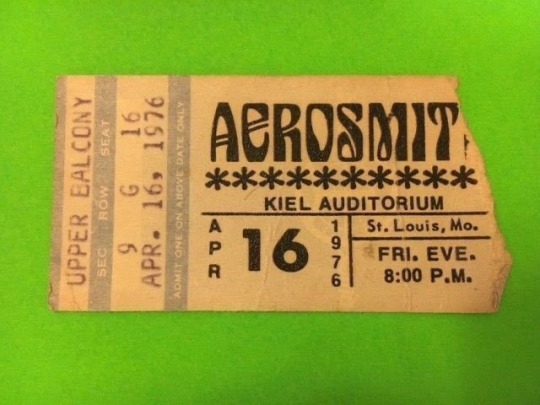 UPPER BALCONY
9 G 16
SEC ROW SEAT
APR. 16, 1976
ADMIT ONE ON ABOVE DATE ONLY
AEROSMIT
**********
KIEL AUDITORIUM
APR 16 1976
St. Louis, Mo.
FRI. EVE.
8:00 P.M.